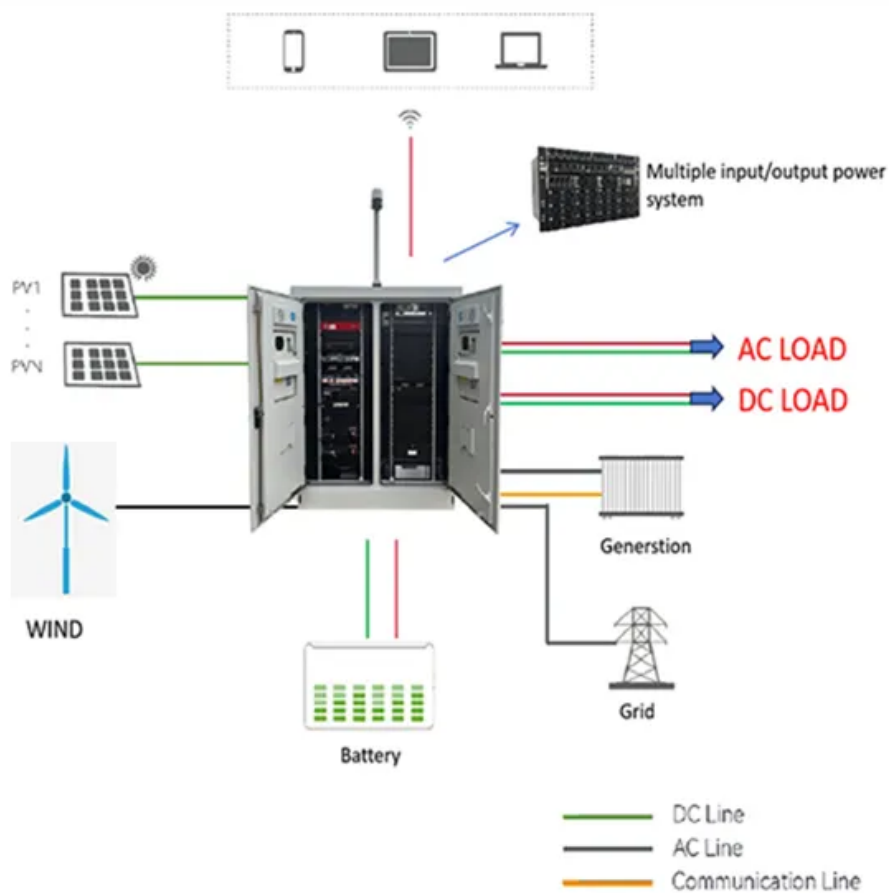 Multiple input/output power
system
PV1
PVN
AC LOAD
DC LOAD
Generstion
WIND
Grid
Battery
DC Line
AC Line
Communication Line